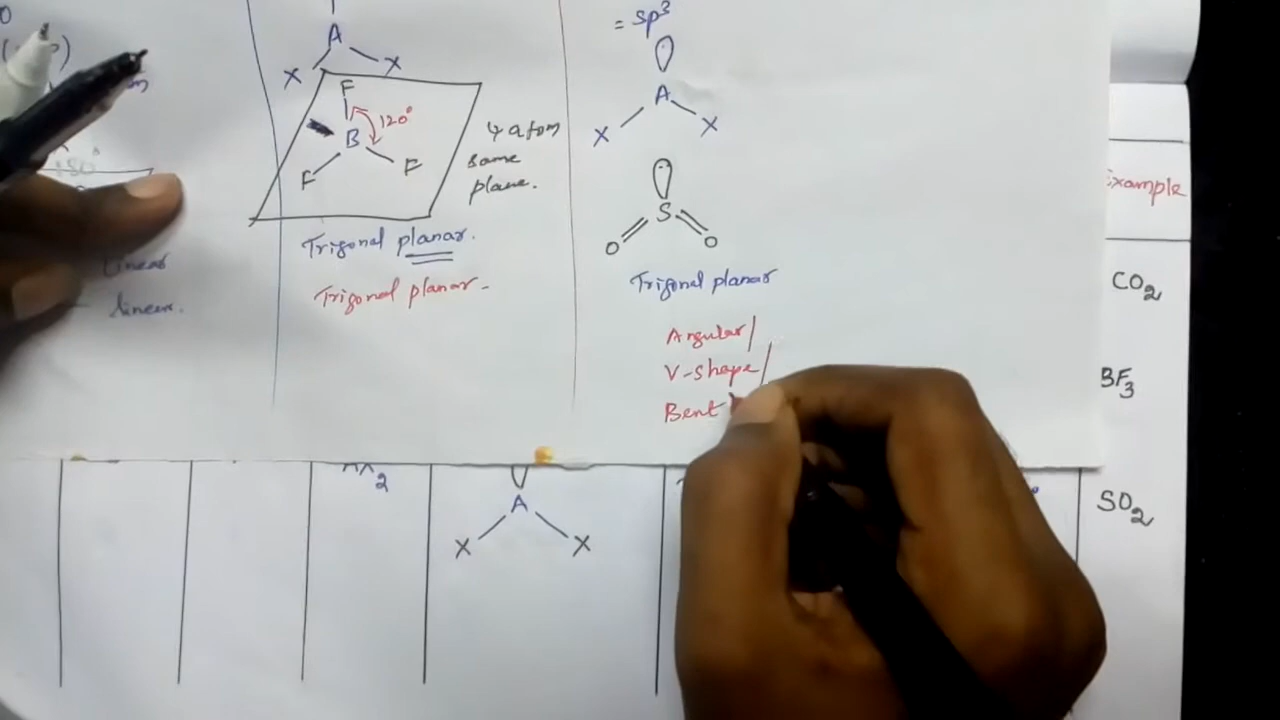 A
X X
F
120°
B
F F
4 atom
same
plane.
Trigonal planar.
Trigonal planar-
180°
linear
linear.
= sp³
A
X X
S
O O
Trigonal planar
Angular/
V-shape/
Bent
Example
CO₂
BF₃
SO₂
AX₂
A
X X